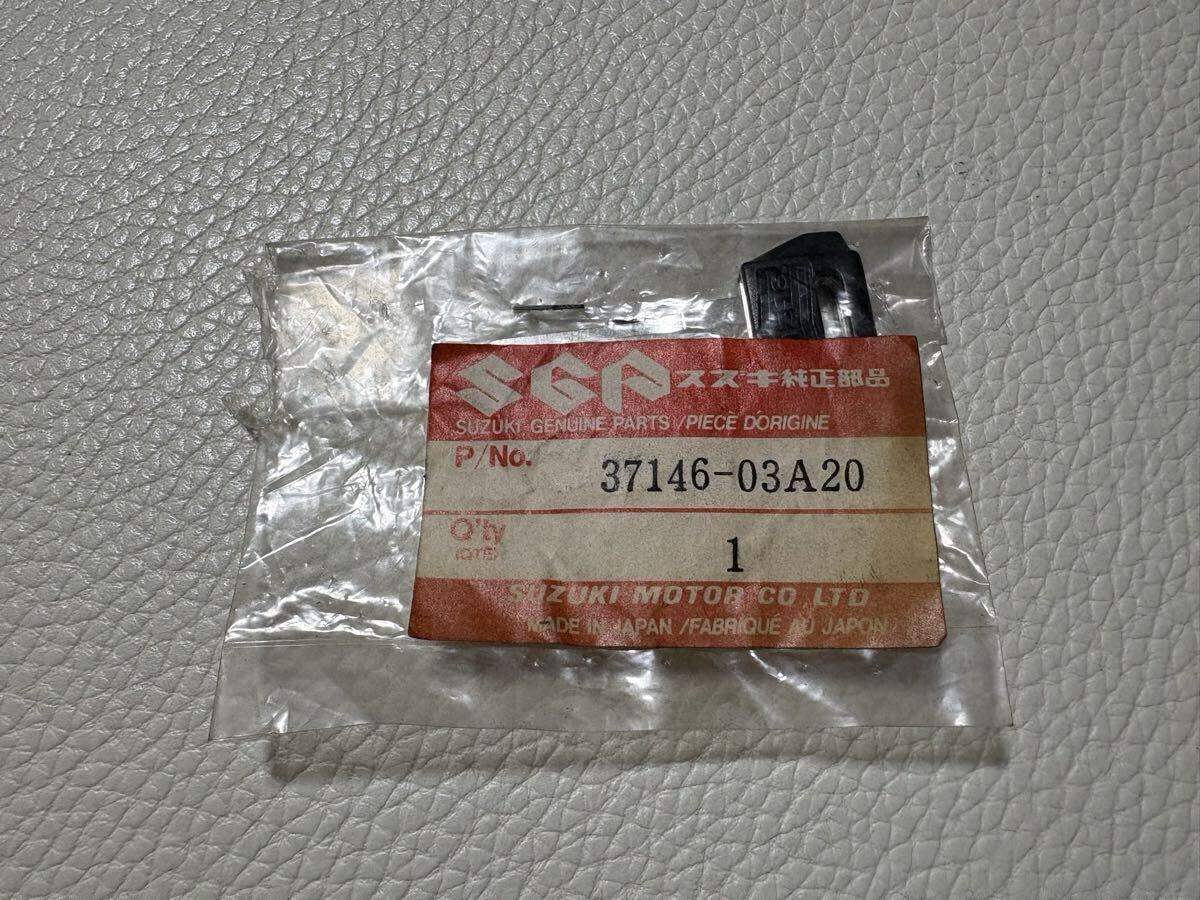 SGP スズキ純正部品
SUZUKI GENUINE PARTS /PIECE D'ORIGINE
P/No. 37146-03A20
Q'ty 1
(QTE)
SUZUKI MOTOR CO LTD
MADE IN JAPAN /FABRIQUÉ AU JAPON